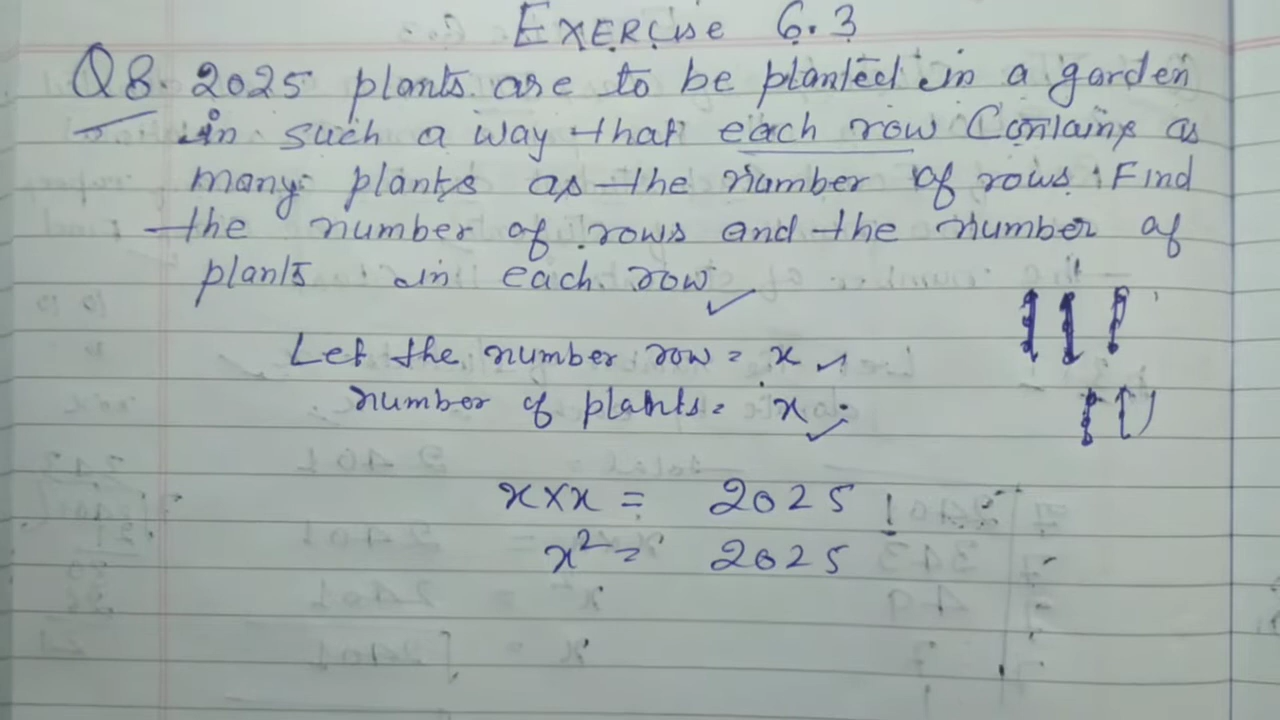 EXERCISE 6.3
Q8. 2025 plants are to be planted in a garden
in such a way that each row Contains as
many plants as the number of rows. Find
the number of rows and the number of
plants in each row
Let the number row = x
number of plants = x
x×x = 2025
x² = 2025